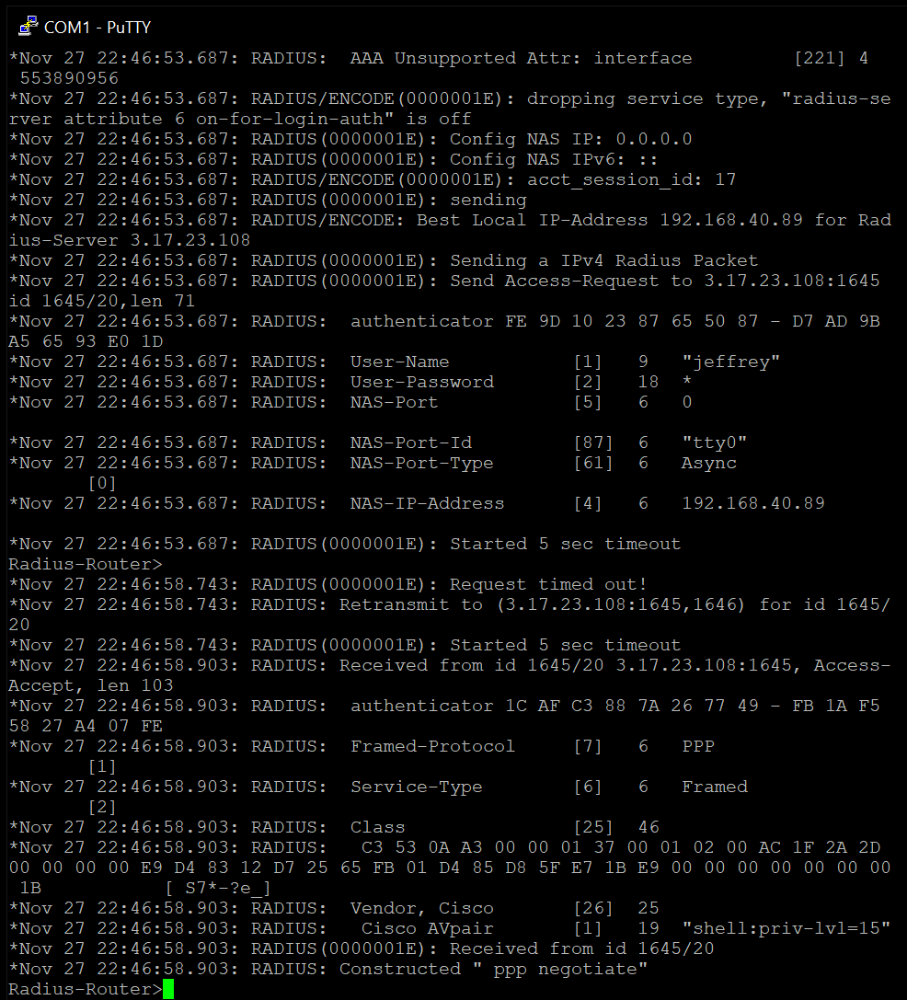 COM1 - PuTTY
*Nov 27 22:46:53.687: RADIUS:  AAA Unsupported Attr: interface         [221] 4
 553890956
*Nov 27 22:46:53.687: RADIUS/ENCODE(0000001E): dropping service type, "radius-se
rver attribute 6 on-for-login-auth" is off
*Nov 27 22:46:53.687: RADIUS(0000001E): Config NAS IP: 0.0.0.0
*Nov 27 22:46:53.687: RADIUS(0000001E): Config NAS IPv6: ::
*Nov 27 22:46:53.687: RADIUS/ENCODE(0000001E): acct_session_id: 17
*Nov 27 22:46:53.687: RADIUS(0000001E): sending
*Nov 27 22:46:53.687: RADIUS/ENCODE: Best Local IP-Address 192.168.40.89 for Rad
ius-Server 3.17.23.108
*Nov 27 22:46:53.687: RADIUS(0000001E): Sending a IPv4 Radius Packet
*Nov 27 22:46:53.687: RADIUS(0000001E): Send Access-Request to 3.17.23.108:1645
id 1645/20,len 71
*Nov 27 22:46:53.687: RADIUS:  authenticator FE 9D 10 23 87 65 50 87 - D7 AD 9B
A5 65 93 E0 1D
*Nov 27 22:46:53.687: RADIUS:  User-Name           [1]   9   "jeffrey"
*Nov 27 22:46:53.687: RADIUS:  User-Password       [2]   18  *
*Nov 27 22:46:53.687: RADIUS:  NAS-Port            [5]   6   0
*Nov 27 22:46:53.687: RADIUS:  NAS-Port-Id         [87]  6   "tty0"
*Nov 27 22:46:53.687: RADIUS:  NAS-Port-Type       [61]  6   Async
       [0]
*Nov 27 22:46:53.687: RADIUS:  NAS-IP-Address      [4]   6   192.168.40.89
*Nov 27 22:46:53.687: RADIUS(0000001E): Started 5 sec timeout
Radius-Router>
*Nov 27 22:46:58.743: RADIUS(0000001E): Request timed out!
*Nov 27 22:46:58.743: RADIUS: Retransmit to (3.17.23.108:1645,1646) for id 1645/
20
*Nov 27 22:46:58.743: RADIUS(0000001E): Started 5 sec timeout
*Nov 27 22:46:58.903: RADIUS: Received from id 1645/20 3.17.23.108:1645, Access-
Accept, len 103
*Nov 27 22:46:58.903: RADIUS:  authenticator 1C AF C3 88 7A 26 77 49 - FB 1A F5
58 27 A4 07 FE
*Nov 27 22:46:58.903: RADIUS:  Framed-Protocol     [7]   6   PPP
       [1]
*Nov 27 22:46:58.903: RADIUS:  Service-Type        [6]   6   Framed
       [2]
*Nov 27 22:46:58.903: RADIUS:  Class               [25]  46
*Nov 27 22:46:58.903: RADIUS:   C3 53 0A A3 00 00 01 37 00 01 02 00 AC 1F 2A 2D
00 00 00 00 E9 D4 83 12 D7 25 65 FB 01 D4 85 D8 5F E7 1B E9 00 00 00 00 00 00 00
 1B           [ S7*-?e_]
*Nov 27 22:46:58.903: RADIUS:  Vendor, Cisco       [26]  25
*Nov 27 22:46:58.903: RADIUS:   Cisco AVpair       [1]   19  "shell:priv-lvl=15"
*Nov 27 22:46:58.903: RADIUS(0000001E): Received from id 1645/20
*Nov 27 22:46:58.903: RADIUS: Constructed " ppp negotiate"
Radius-Router>